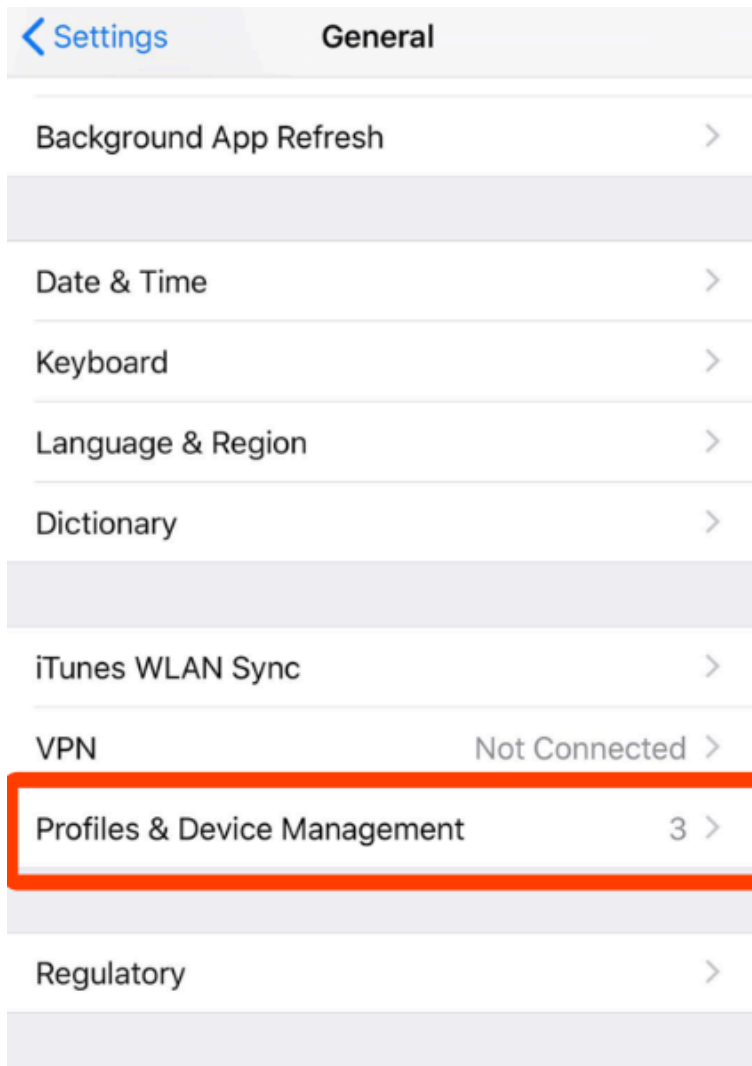 Settings General
Background App Refresh
Date & Time
Keyboard
Language & Region
Dictionary
iTunes WLAN Sync
VPN Not Connected
Profiles & Device Management 3
Regulatory